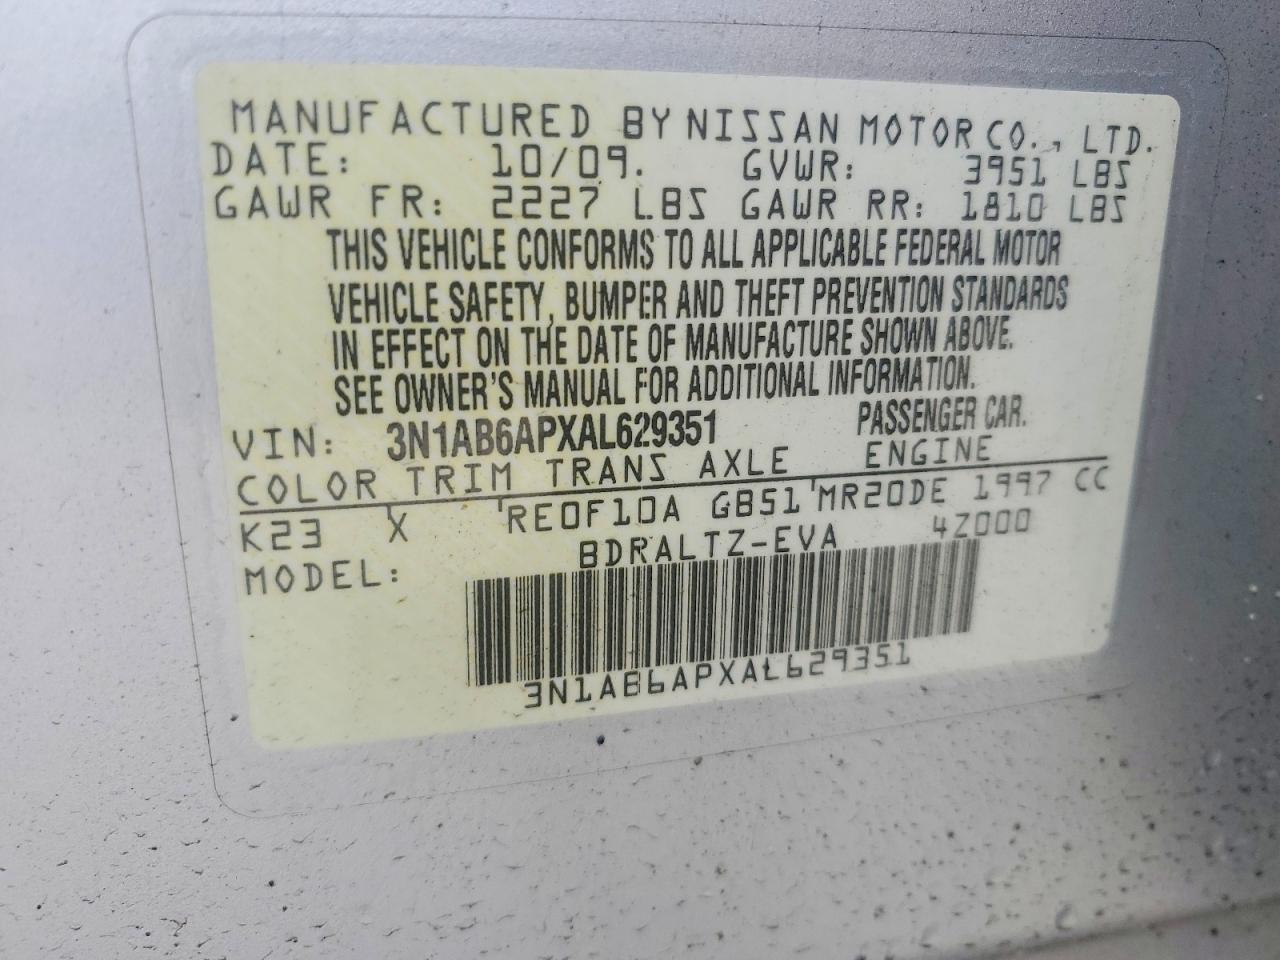 MANUFACTURED BY NISSAN MOTOR CO., LTD.
DATE: 10/09. GVWR: 3951 LBS
GAWR FR: 2227 LBS GAWR RR: 1810 LBS
THIS VEHICLE CONFORMS TO ALL APPLICABLE FEDERAL MOTOR
VEHICLE SAFETY, BUMPER AND THEFT PREVENTION STANDARDS
IN EFFECT ON THE DATE OF MANUFACTURE SHOWN ABOVE.
SEE OWNER'S MANUAL FOR ADDITIONAL INFORMATION.
VIN: 3N1AB6APXAL629351 PASSENGER CAR.
COLOR TRIM TRANS AXLE ENGINE
K23 X RE0F10A GB51 MR20DE 1997 CC
MODEL: BDRALTZ-EVA 4Z000
3N1AB6APXAL629351